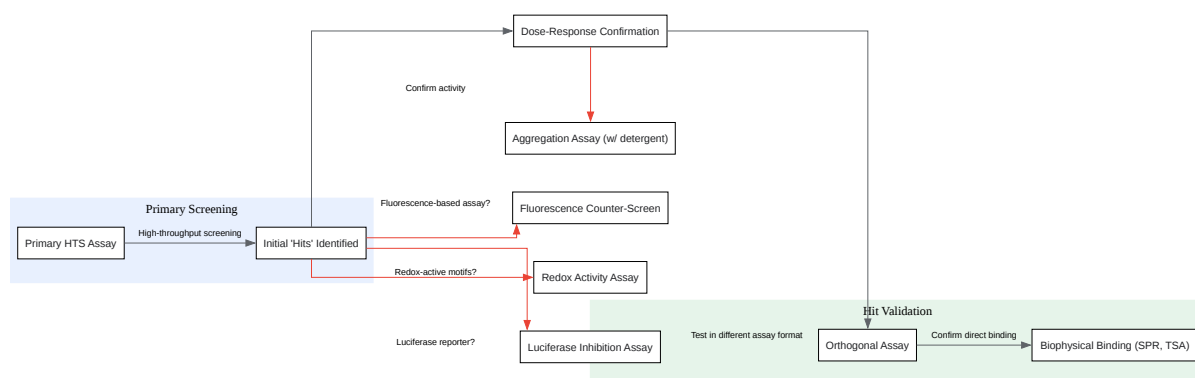 Dose-Response Confirmation
Confirm activity
Aggregation Assay (w/ detergent)
Primary Screening
Fluorescence-based assay?
Fluorescence Counter-Screen
Primary HTS Assay
High-throughput screening
Initial 'Hits' Identified
Redox-active motifs?
Redox Activity Assay
Hit Validation
Luciferase reporter?
Luciferase Inhibition Assay
Test in different assay format
Orthogonal Assay
Confirm direct binding
Biophysical Binding (SPR, TSA)